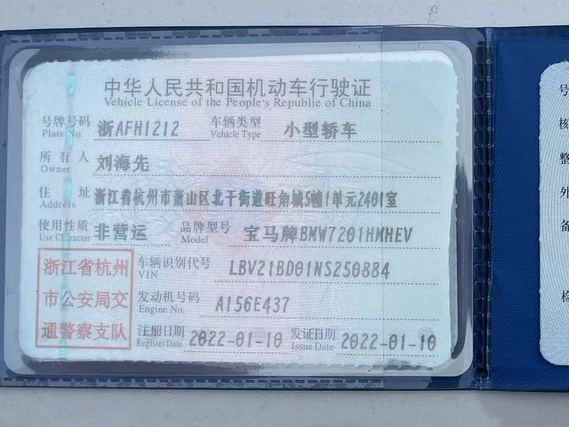 中华人民共和国机动车行驶证
Vehicle License of the People's Republic of China
号牌号码 浙AFH1212 车辆类型 小型轿车
Plate No. Vehicle Type
所有人 刘海先
Owner
住址 浙江省杭州市萧山区北干街道旺角城5幢1单元2401室
Address
使用性质 非营运 品牌型号 宝马牌BMW7201HMHEV
Use Character Model
浙江省杭州
市公安局交
通警察支队
车辆识别代号 LBV21BD01NS250884
VIN
发动机号码 A156E437
Engine No.
注册日期 2022-01-10 发证日期 2022-01-10
Register Date Issue Date
号
核
整
外
备
检